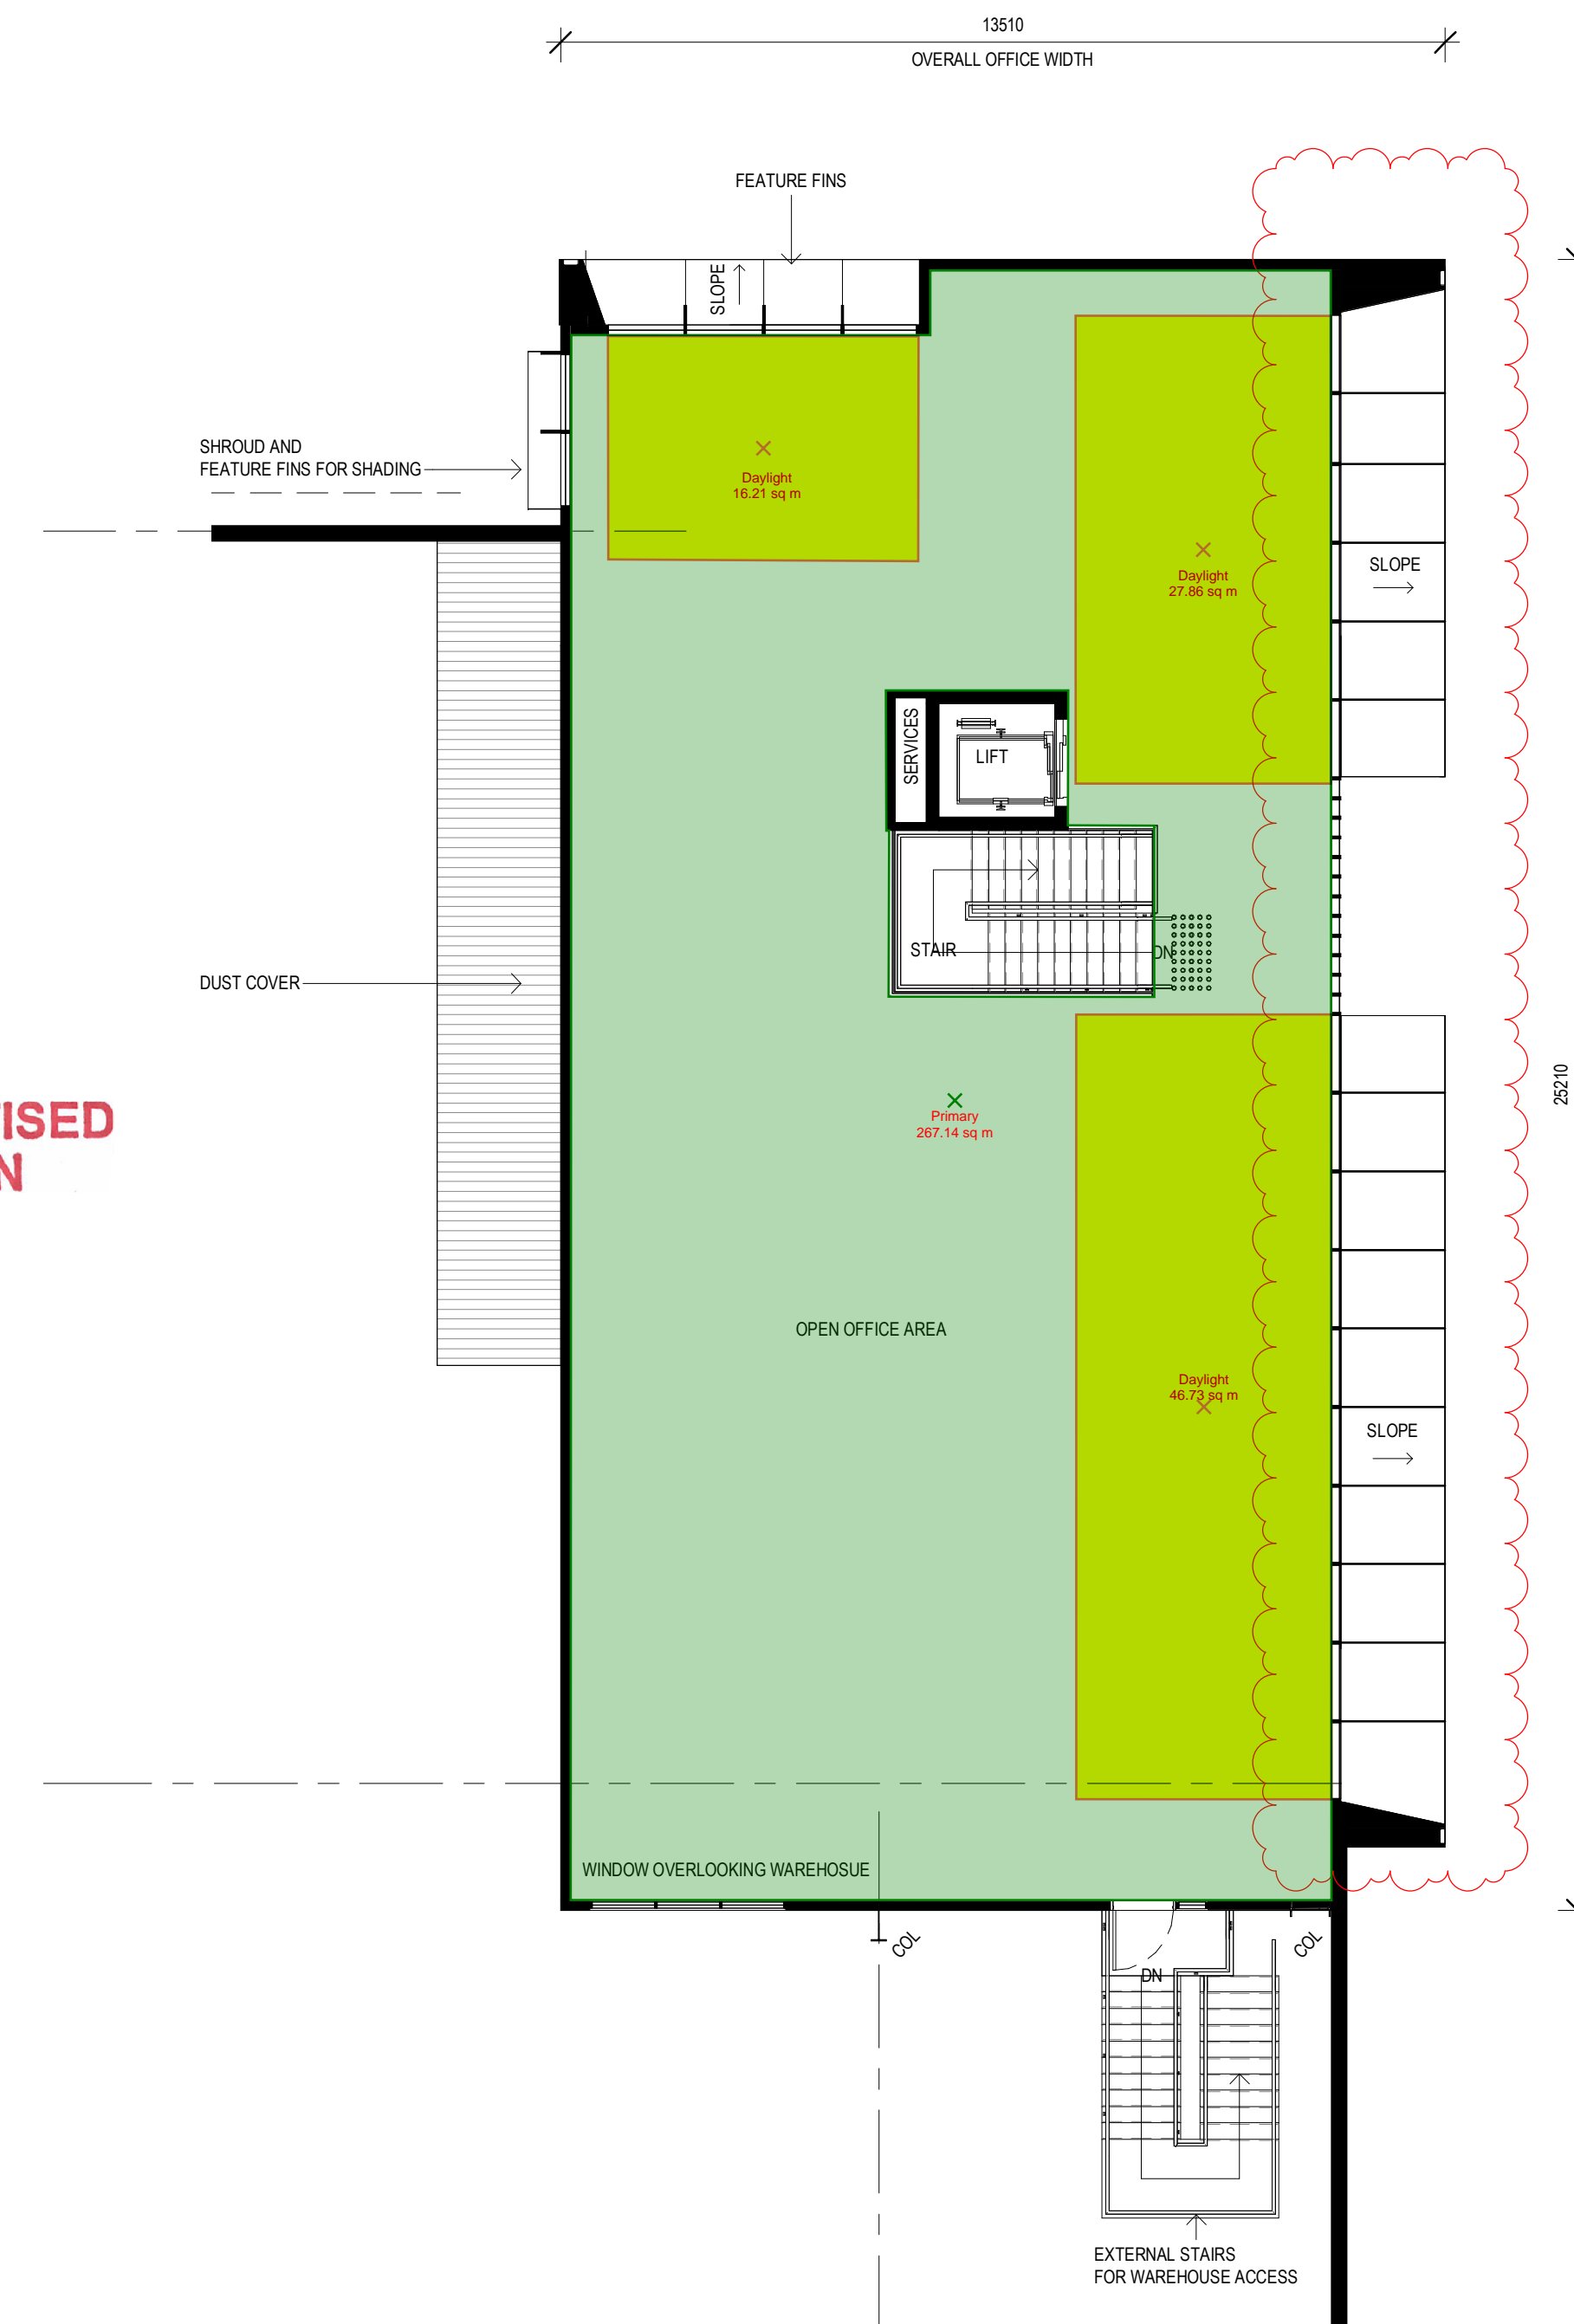 13510
OVERALL OFFICE WIDTH
FEATURE FINS
SLOPE
SHROUD AND
FEATURE FINS FOR SHADING
Daylight
16.21 sq m
Daylight
27.86 sq m
SLOPE
SERVICES
LIFT
STAIR
DN
DUST COVER
25210
TISED
N
Primary
267.14 sq m
OPEN OFFICE AREA
Daylight
46.73 sq m
SLOPE
WINDOW OVERLOOKING WAREHOSUE
COL
COL
DN
EXTERNAL STAIRS
FOR WAREHOUSE ACCESS